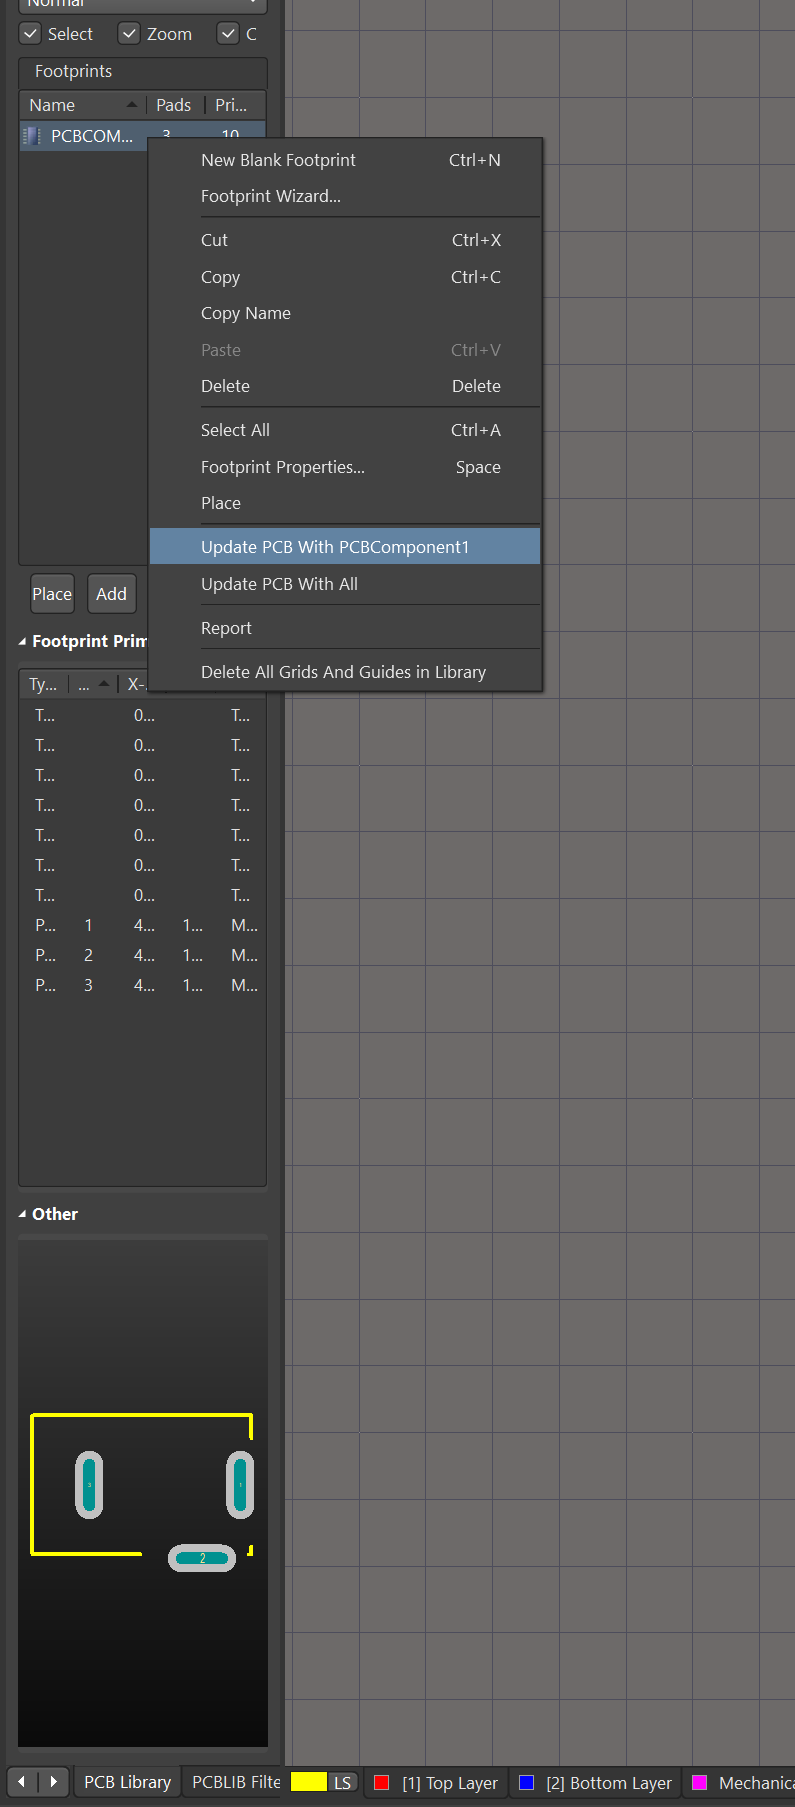 Normal
Select Zoom C
Footprints
Name Pads Pri...
PCBCOM... 3 10
New Blank Footprint Ctrl+N
Footprint Wizard...
Cut Ctrl+X
Copy Ctrl+C
Copy Name
Paste Ctrl+V
Delete Delete
Select All Ctrl+A
Footprint Properties... Space
Place
Update PCB With PCBComponent1
Update PCB With All
Report
Delete All Grids And Guides in Library
Place Add
Footprint Prim
Ty... ... X-...
T... 0... T...
T... 0... T...
T... 0... T...
T... 0... T...
T... 0... T...
T... 0... T...
T... 0... T...
P... 1 4... 1... M...
P... 2 4... 1... M...
P... 3 4... 1... M...
Other
3 1
2
PCB Library PCBLIB Filte LS [1] Top Layer [2] Bottom Layer Mechanica